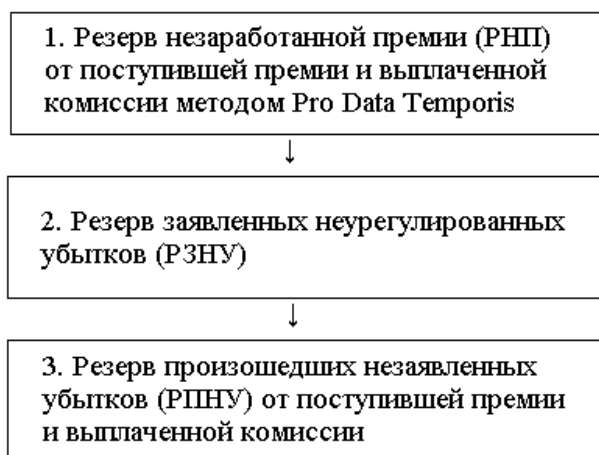 1. Резерв незаработанной премии (РНП)
от поступившей премии и выплаченной
комиссии методом Pro Data Temporis
↓
2. Резерв заявленных неурегулированных
убытков (РЗНУ)
↓
3. Резерв произошедших незаявленных
убытков (РПНУ) от поступившей премии
и выплаченной комиссии